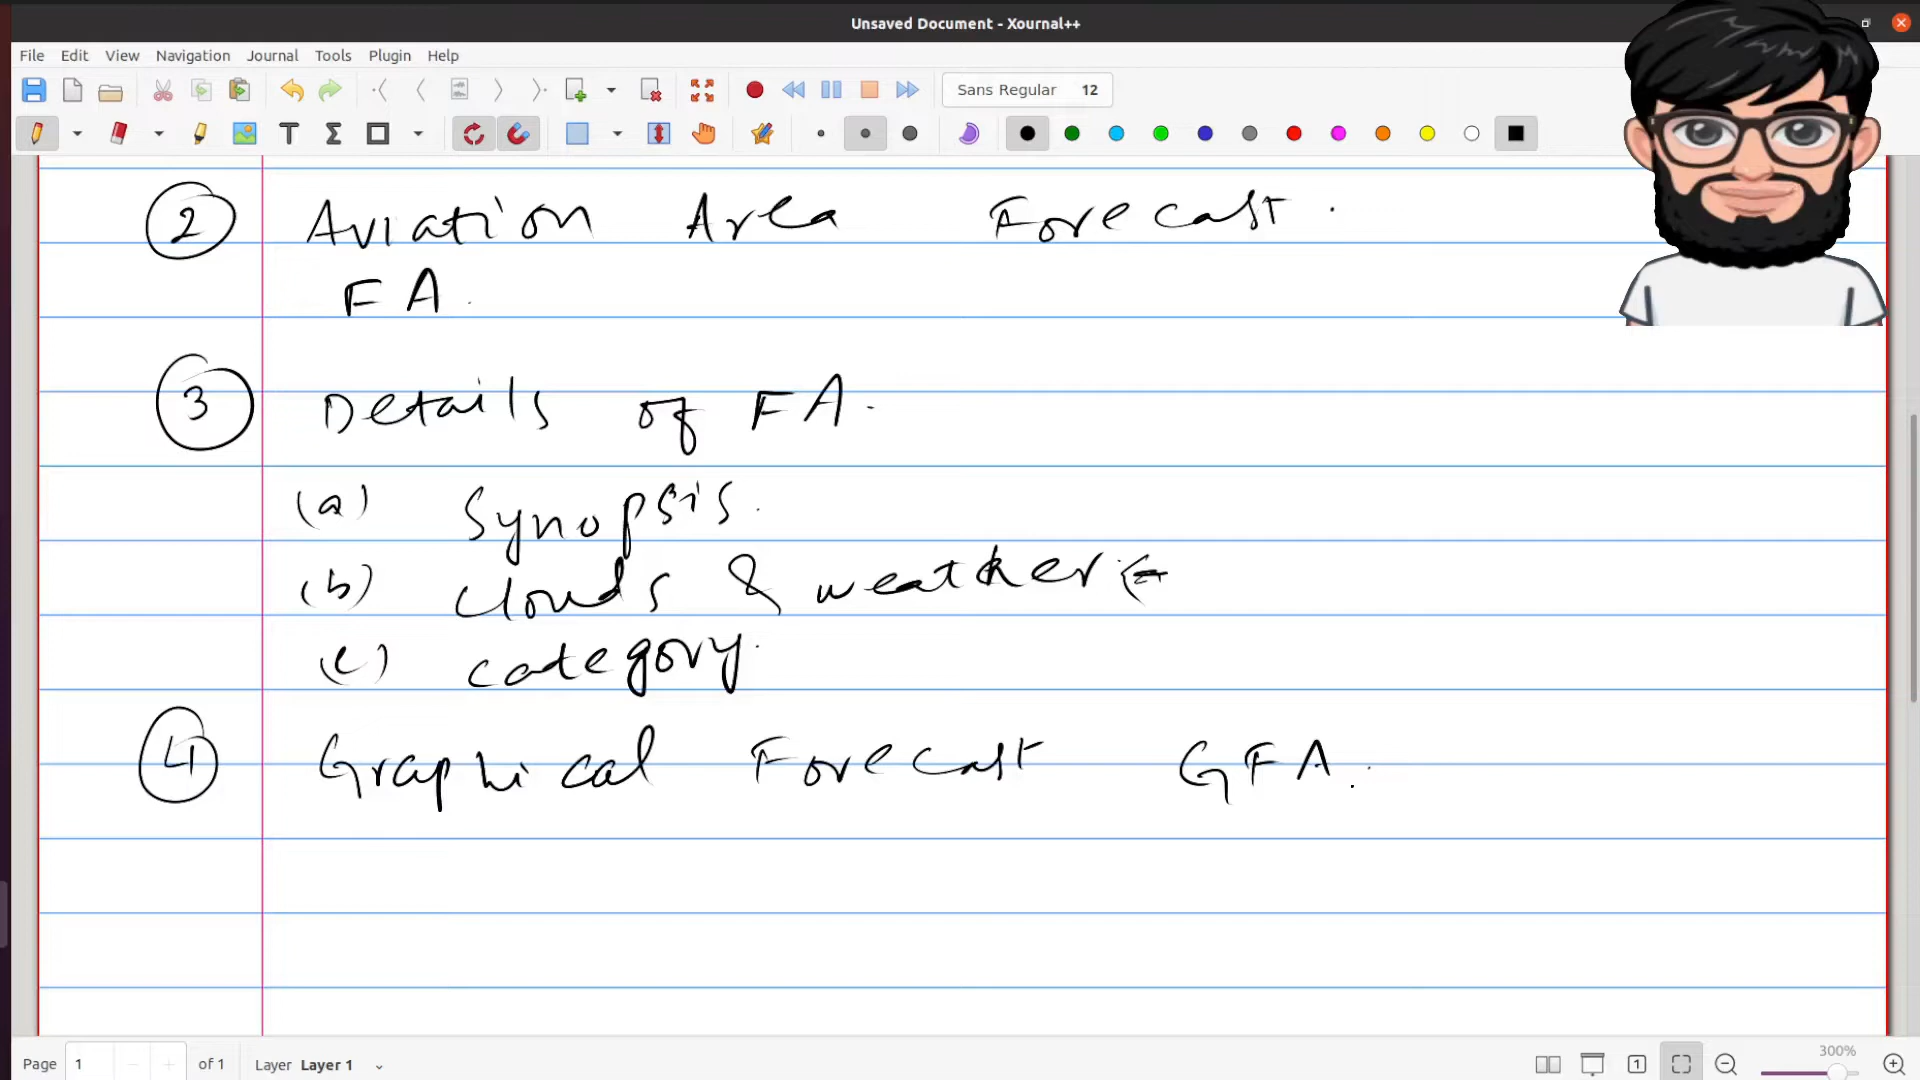 Unsaved Document - Xournal++
File Edit View Navigation Journal Tools Plugin Help
Sans Regular 12
2 Aviation Area Forecast.
FA.
3 Details of FA.
(a) Synopsis.
(b) clouds & weather
(c) category.
4 Graphical Forecast GFA.
Page 1 of 1 Layer Layer 1 1 300%